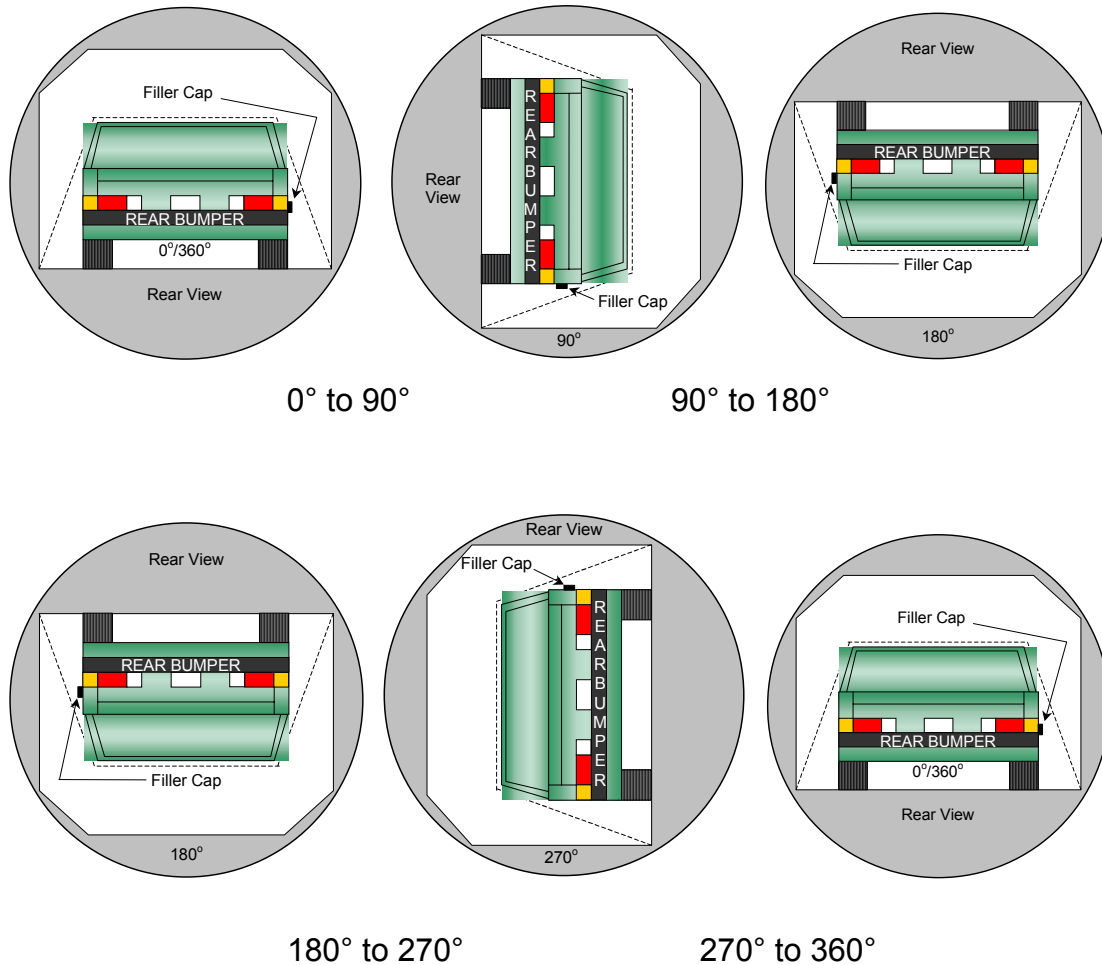 Filler Cap
REAR BUMPER
0°/360°
Rear View
Rear
View
REARBUMPER
Filler Cap
90°
Rear View
REAR BUMPER
Filler Cap
180°
0° to 90°
90° to 180°
Rear View
REAR BUMPER
Filler Cap
180°
Rear View
Filler Cap
REARBUMPER
270°
Filler Cap
REAR BUMPER
0°/360°
Rear View
180° to 270°
270° to 360°